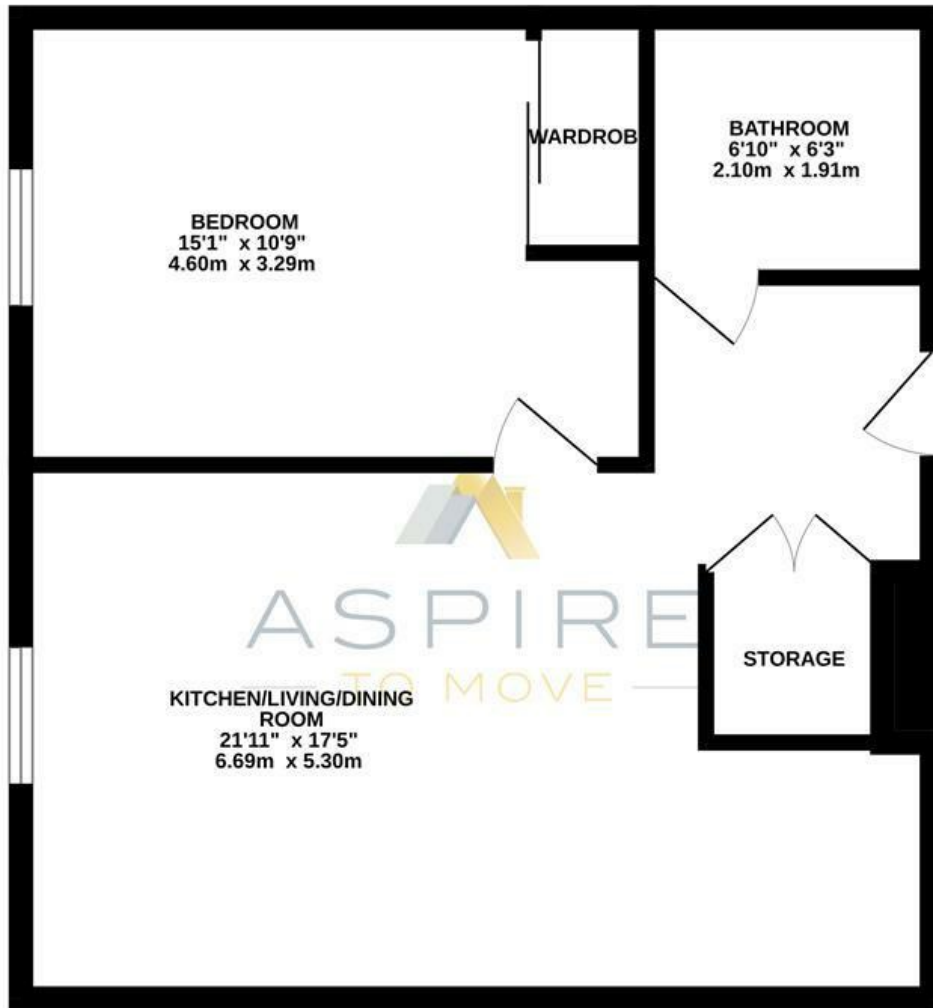 WARDROB
BATHROOM
6'10" x 6'3"
2.10m x 1.91m
BEDROOM
15'1" x 10'9"
4.60m x 3.29m
ASPIRE
TO MOVE
STORAGE
KITCHEN/LIVING/DINING
ROOM
21'11" x 17'5"
6.69m x 5.30m